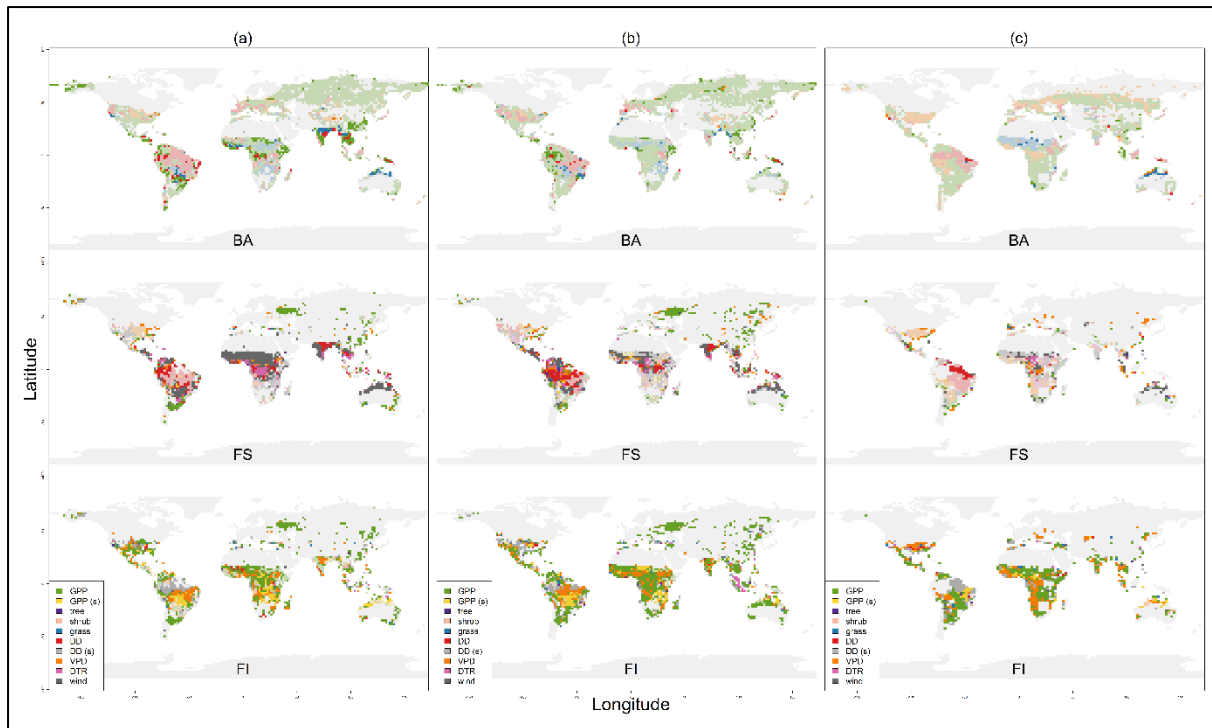 (a) (b) (c)
BA BA BA
Latitude
FS FS FS
GPP
GPP (s)
tree
shrub
grass
DD
DD (s)
VPD
DTR
wind
GPP
GPP (s)
tree
shrub
grass
DD
DD (s)
VPD
DTR
wind
GPP
GPP (s)
tree
shrub
grass
DD
DD (s)
VPD
DTR
wind
FI FI FI
Longitude